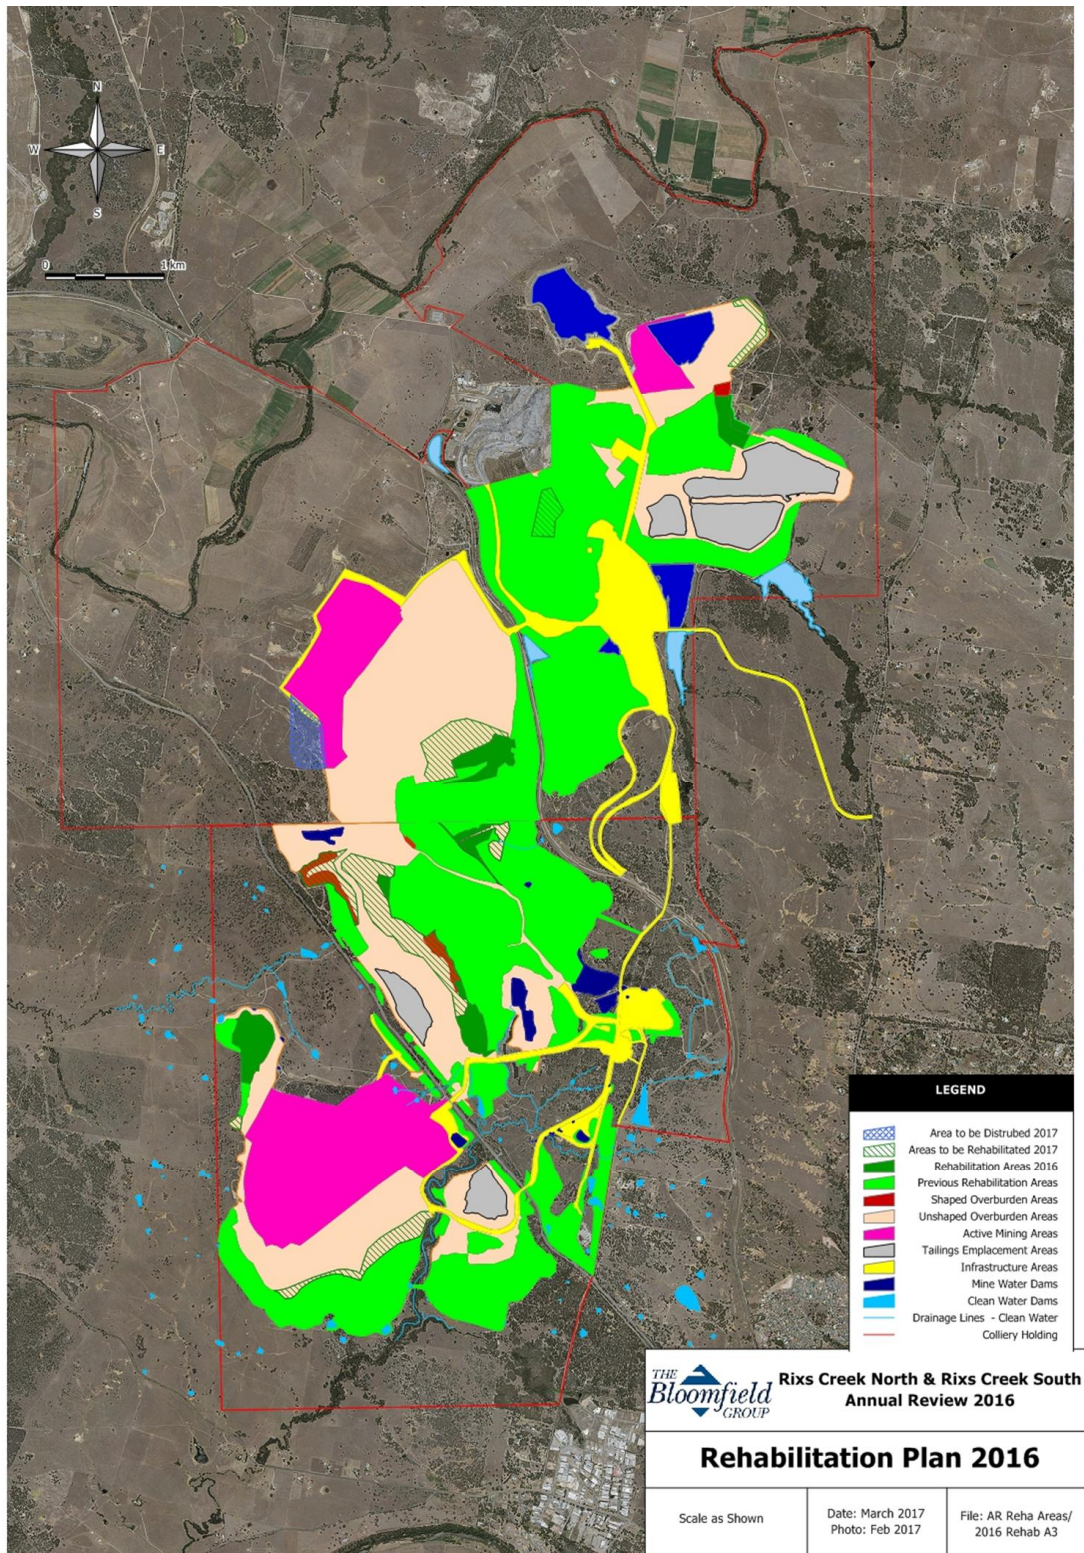 N
W
E
S
0 1 km
LEGEND
Area to be Distrubed 2017
Areas to be Rehabilitated 2017
Rehabilitation Areas 2016
Previous Rehabilitation Areas
Shaped Overburden Areas
Unshaped Overburden Areas
Active Mining Areas
Tailings Emplacement Areas
Infrastructure Areas
Mine Water Dams
Clean Water Dams
Drainage Lines - Clean Water
Colliery Holding
THE
Bloomfield
GROUP
Rixs Creek North & Rixs Creek South
Annual Review 2016
Rehabilitation Plan 2016
Scale as Shown
Date: March 2017
Photo: Feb 2017
File: AR Reha Areas/
2016 Rehab A3